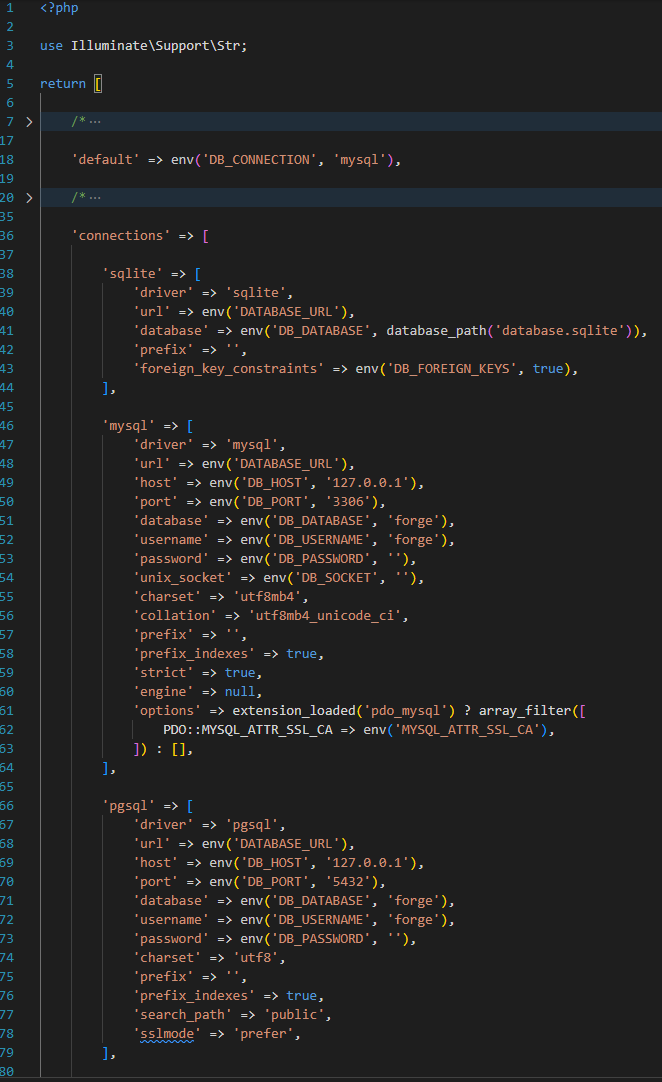 1 <?php
2
3 use Illuminate\Support\Str;
4
5 return [
6
7 > /* ···
17
18 'default' => env('DB_CONNECTION', 'mysql'),
19
20 > /* ···
35
36 'connections' => [
37
38 'sqlite' => [
39 'driver' => 'sqlite',
40 'url' => env('DATABASE_URL'),
41 'database' => env('DB_DATABASE', database_path('database.sqlite')),
42 'prefix' => '',
43 'foreign_key_constraints' => env('DB_FOREIGN_KEYS', true),
44 ],
45
46 'mysql' => [
47 'driver' => 'mysql',
48 'url' => env('DATABASE_URL'),
49 'host' => env('DB_HOST', '127.0.0.1'),
50 'port' => env('DB_PORT', '3306'),
51 'database' => env('DB_DATABASE', 'forge'),
52 'username' => env('DB_USERNAME', 'forge'),
53 'password' => env('DB_PASSWORD', ''),
54 'unix_socket' => env('DB_SOCKET', ''),
55 'charset' => 'utf8mb4',
56 'collation' => 'utf8mb4_unicode_ci',
57 'prefix' => '',
58 'prefix_indexes' => true,
59 'strict' => true,
60 'engine' => null,
61 'options' => extension_loaded('pdo_mysql') ? array_filter([
62 PDO::MYSQL_ATTR_SSL_CA => env('MYSQL_ATTR_SSL_CA'),
63 ]) : [],
64 ],
65
66 'pgsql' => [
67 'driver' => 'pgsql',
68 'url' => env('DATABASE_URL'),
69 'host' => env('DB_HOST', '127.0.0.1'),
70 'port' => env('DB_PORT', '5432'),
71 'database' => env('DB_DATABASE', 'forge'),
72 'username' => env('DB_USERNAME', 'forge'),
73 'password' => env('DB_PASSWORD', ''),
74 'charset' => 'utf8',
75 'prefix' => '',
76 'prefix_indexes' => true,
77 'search_path' => 'public',
78 'sslmode' => 'prefer',
79 ],
80